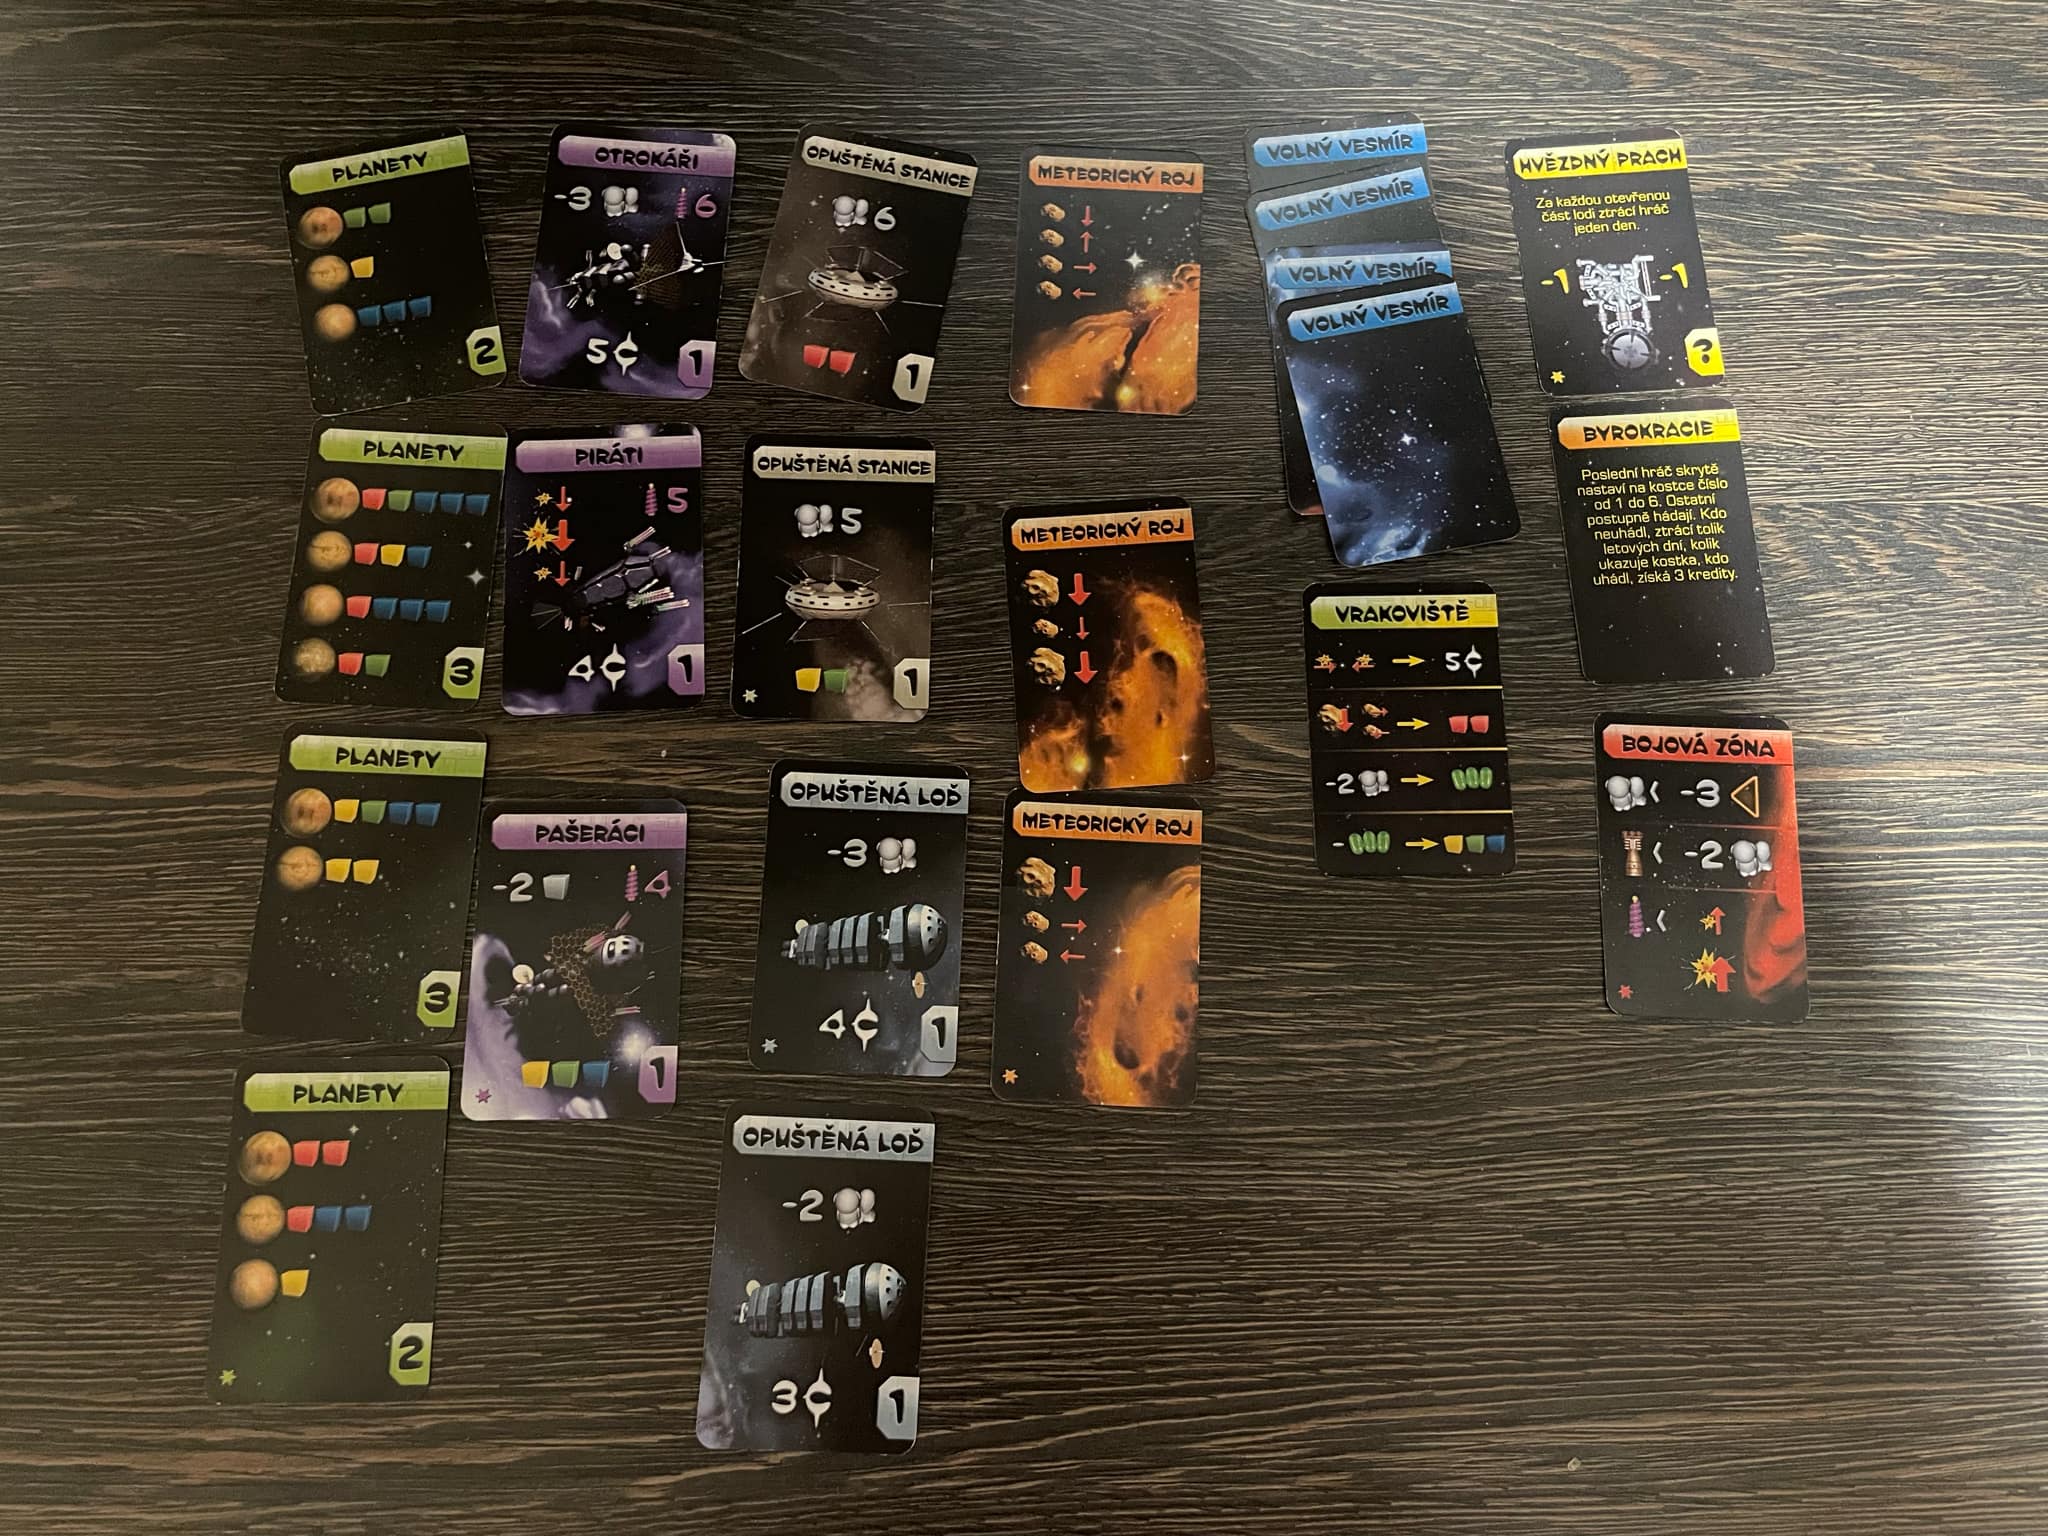 PLANETY
2
OTROKÁŘI
-3 6
5
1
OPUŠTĚNÁ STANICE
6
1
METEORICKÝ ROJ
VOLNÝ VESMÍR
VOLNÝ VESMÍR
VOLNÝ VESMÍR
VOLNÝ VESMÍR
HVĚZDNÝ PRACH
Za každou otevřenou
část lodi ztrácí hráč
jeden den.
-1 -1
?
PLANETY
3
PIRÁTI
5
4
1
OPUŠTĚNÁ STANICE
5
1
METEORICKÝ ROJ
VRAKOVIŠTĚ
5
-2
-
BYROKRACIE
Poslední hráč skrytě
nastaví na kostce číslo
od 1 do 6. Ostatní
postupně hádají. Kdo
neuhádl, ztrácí tolik
letových dní, kolik
ukazuje kostka, kdo
uhádl, získá 3 kredity.
PLANETY
3
PAŠERÁCI
-2 4
1
OPUŠTĚNÁ LOĎ
-3
4
1
METEORICKÝ ROJ
BOJOVÁ ZÓNA
< -3
< -2
<
PLANETY
2
OPUŠTĚNÁ LOĎ
-2
3
1